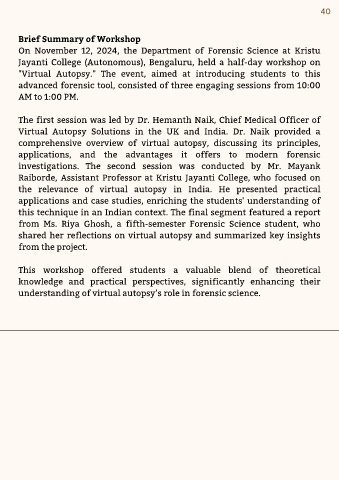 40
Brief Summary of Workshop
On November 12, 2024, the Department of Forensic Science at Kristu
Jayanti College (Autonomous), Bengaluru, held a half-day workshop on
"Virtual Autopsy." The event, aimed at introducing students to this
advanced forensic tool, consisted of three engaging sessions from 10:00
AM to 1:00 PM.
The first session was led by Dr. Hemanth Naik, Chief Medical Officer of
Virtual Autopsy Solutions in the UK and India. Dr. Naik provided a
comprehensive overview of virtual autopsy, discussing its principles,
applications, and the advantages it offers to modern forensic
investigations. The second session was conducted by Mr. Mayank
Raiborde, Assistant Professor at Kristu Jayanti College, who focused on
the relevance of virtual autopsy in India. He presented practical
applications and case studies, enriching the students' understanding of
this technique in an Indian context. The final segment featured a report
from Ms. Riya Ghosh, a fifth-semester Forensic Science student, who
shared her reflections on virtual autopsy and summarized key insights
from the project.
This workshop offered students a valuable blend of theoretical
knowledge and practical perspectives, significantly enhancing their
understanding of virtual autopsy's role in forensic science.